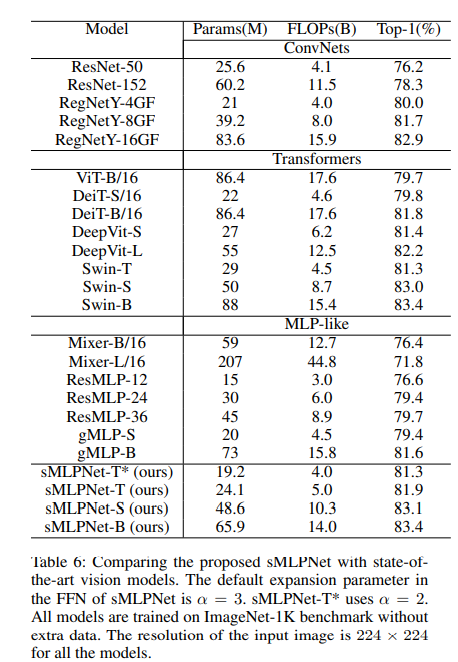 Model Params(M) FLOPs(B) Top-1(%)
ConvNets
ResNet-50 25.6 4.1 76.2
ResNet-152 60.2 11.5 78.3
RegNetY-4GF 21 4.0 80.0
RegNetY-8GF 39.2 8.0 81.7
RegNetY-16GF 83.6 15.9 82.9
Transformers
ViT-B/16 86.4 17.6 79.7
DeiT-S/16 22 4.6 79.8
DeiT-B/16 86.4 17.6 81.8
DeepVit-S 27 6.2 81.4
DeepVit-L 55 12.5 82.2
Swin-T 29 4.5 81.3
Swin-S 50 8.7 83.0
Swin-B 88 15.4 83.4
MLP-like
Mixer-B/16 59 12.7 76.4
Mixer-L/16 207 44.8 71.8
ResMLP-12 15 3.0 76.6
ResMLP-24 30 6.0 79.4
ResMLP-36 45 8.9 79.7
gMLP-S 20 4.5 79.4
gMLP-B 73 15.8 81.6
sMLPNet-T* (ours) 19.2 4.0 81.3
sMLPNet-T (ours) 24.1 5.0 81.9
sMLPNet-S (ours) 48.6 10.3 83.1
sMLPNet-B (ours) 65.9 14.0 83.4
Table 6: Comparing the proposed sMLPNet with state-of-
the-art vision models. The default expansion parameter in
the FFN of sMLPNet is α = 3. sMLPNet-T* uses α = 2.
All models are trained on ImageNet-1K benchmark without
extra data. The resolution of the input image is 224 × 224
for all the models.